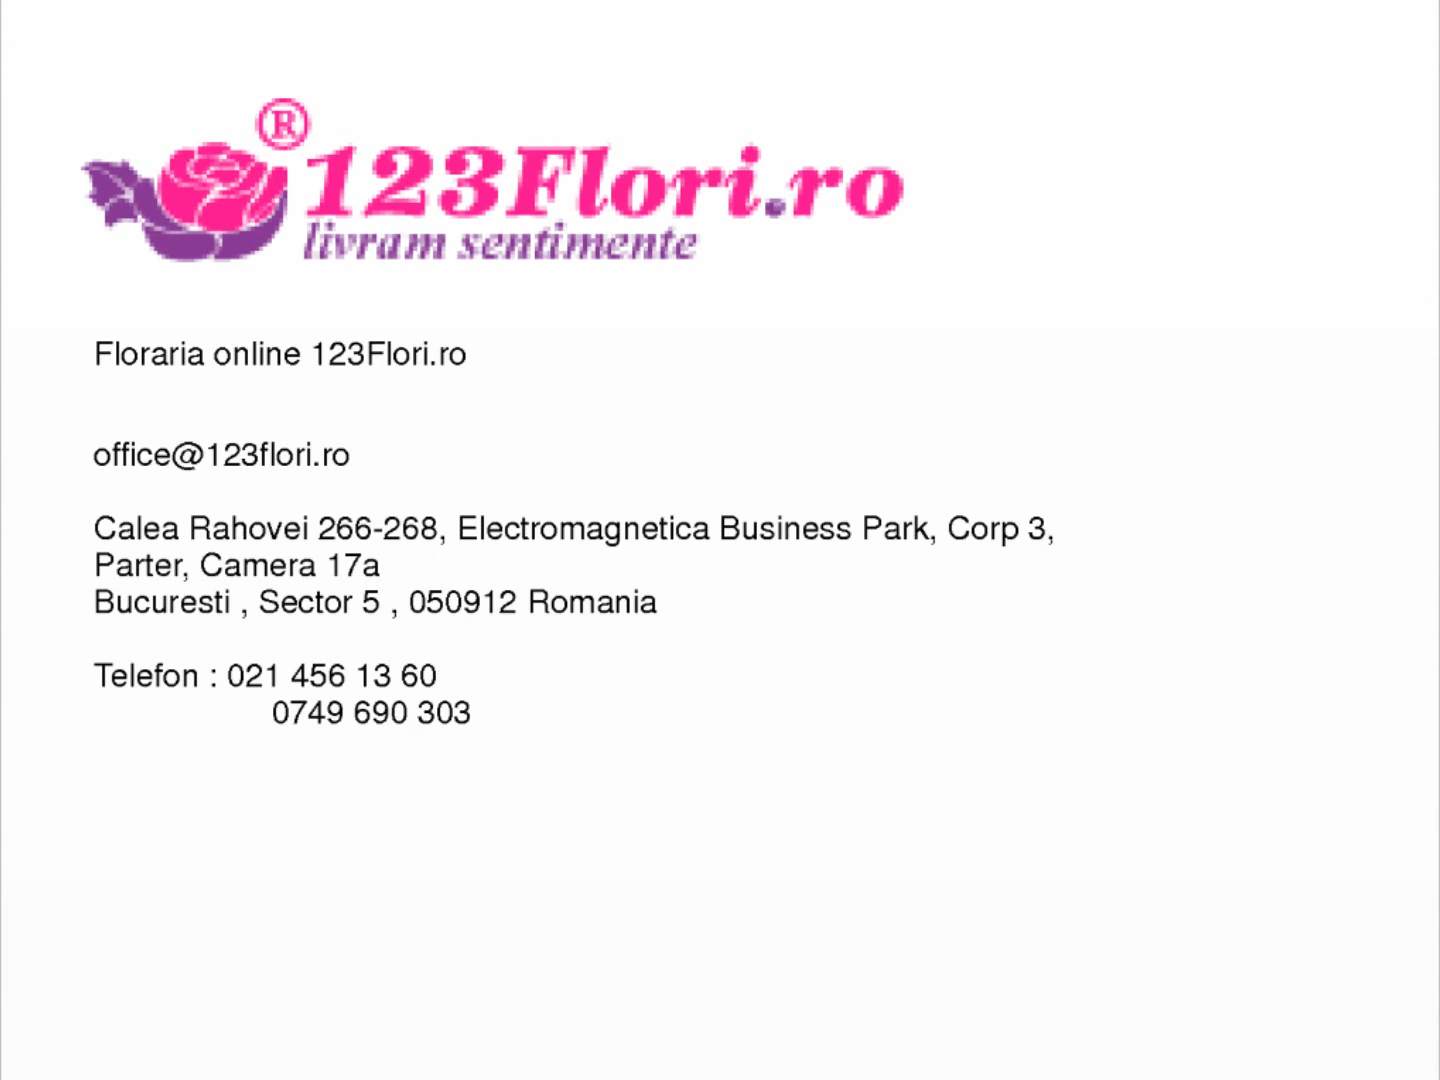 ®
123Flori.ro
livram sentimente
Floraria online 123Flori.ro
office@123flori.ro
Calea Rahovei 266-268, Electromagnetica Business Park, Corp 3,
Parter, Camera 17a
Bucuresti , Sector 5 , 050912 Romania
Telefon : 021 456 13 60
0749 690 303